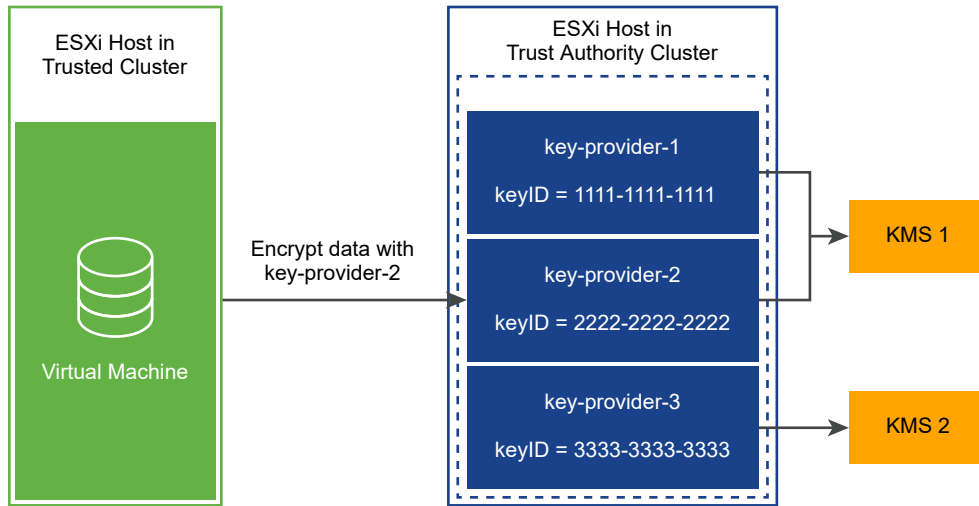 ESXi Host in
Trusted Cluster
Virtual Machine
Encrypt data with
key-provider-2
ESXi Host in
Trust Authority Cluster
key-provider-1
keyID = 1111-1111-1111
key-provider-2
keyID = 2222-2222-2222
key-provider-3
keyID = 3333-3333-3333
KMS 1
KMS 2